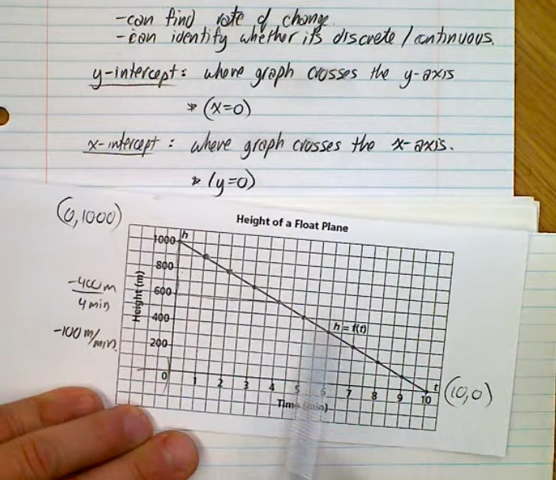 -can find rate of change.
-can identify whether its discrete / continuous.
y-intercept: where graph crosses the y-axis
* (x=0)
x-intercept: where graph crosses the x-axis.
* (y=0)
(0,1000)
Height of a Float Plane
h
1000
800
600
400
200
0
Height (m)
-400m
4min
-100m/min.
h = f(t)
t
1 2 3 4 5 6 7 8 9 10
Time (min)
(10,0)